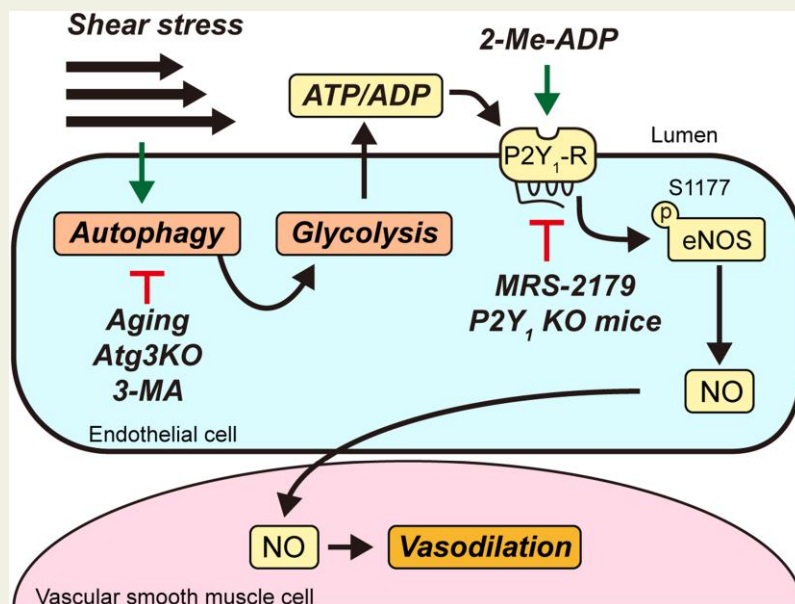 Shear stress
2-Me-ADP
ATP/ADP
Lumen
P2Y₁-R
S1177
p
eNOS
Autophagy
Glycolysis
MRS-2179
P2Y₁ KO mice
Aging
Atg3KO
3-MA
NO
Endothelial cell
NO
Vasodilation
Vascular smooth muscle cell